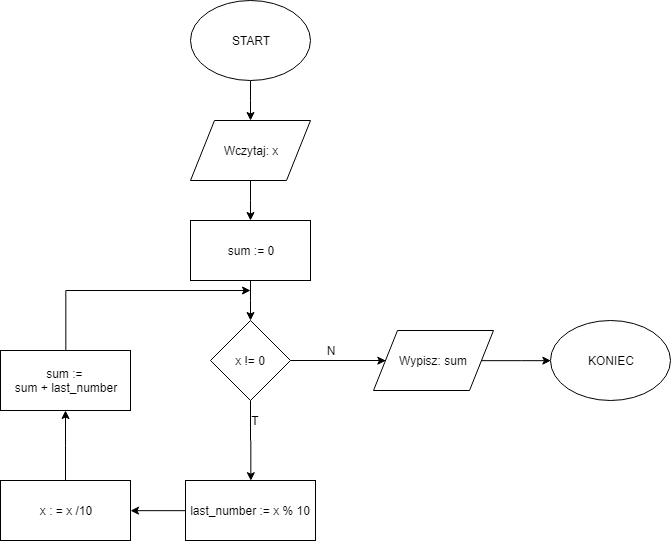 START
Wczytaj: x
sum := 0
x != 0
N
Wypisz: sum
KONIEC
T
last_number := x % 10
x : = x /10
sum :=
sum + last_number